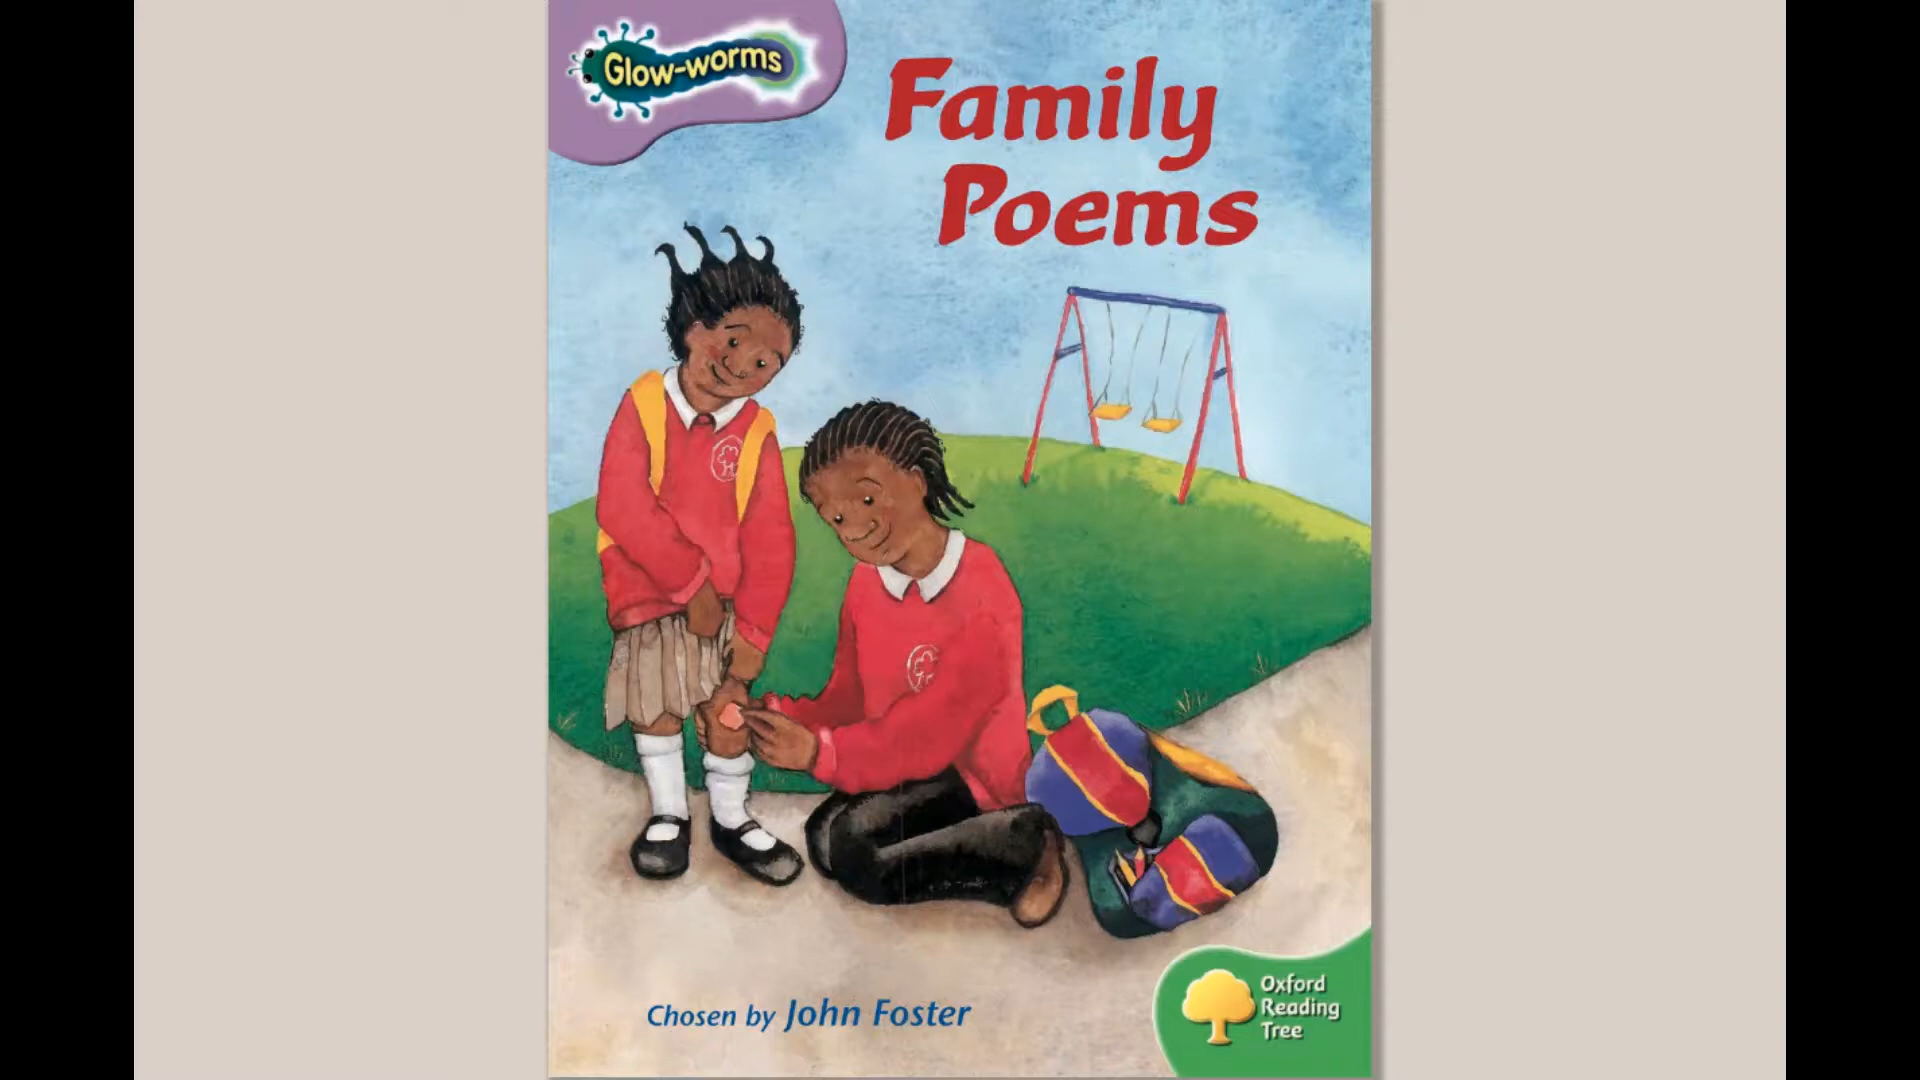 Glow-worms
Family
Poems
Chosen by John Foster
Oxford
Reading
Tree